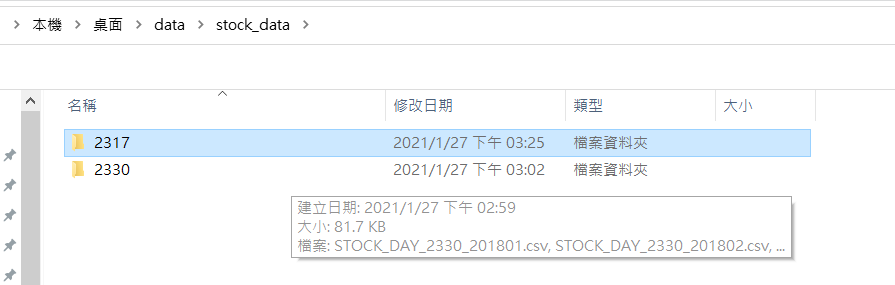 本機 > 桌面 > data > stock_data >
名稱 修改日期 類型 大小
2317 2021/1/27 下午 03:25 檔案資料夾
2330 2021/1/27 下午 03:02 檔案資料夾
建立日期: 2021/1/27 下午 02:59
大小: 81.7 KB
檔案: STOCK_DAY_2330_201801.csv, STOCK_DAY_2330_201802.csv, ...